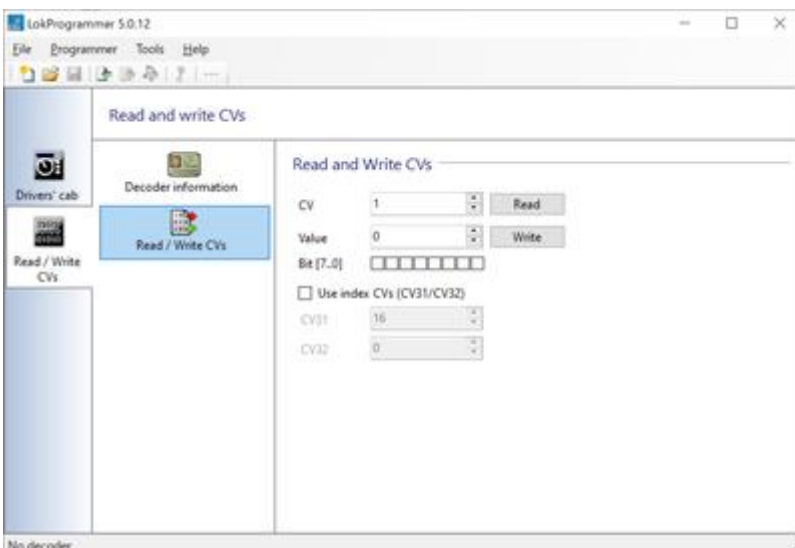 LokProgrammer 5.0.12
File Programmer Tools Help
Read and write CVs
Drivers' cab
Read / Write
CVs
Decoder information
Read / Write CVs
Read and Write CVs
CV 1 Read
Value 0 Write
Bit [7..0]
Use index CVs (CV31/CV32)
CV31 16
CV32 0
No decoder